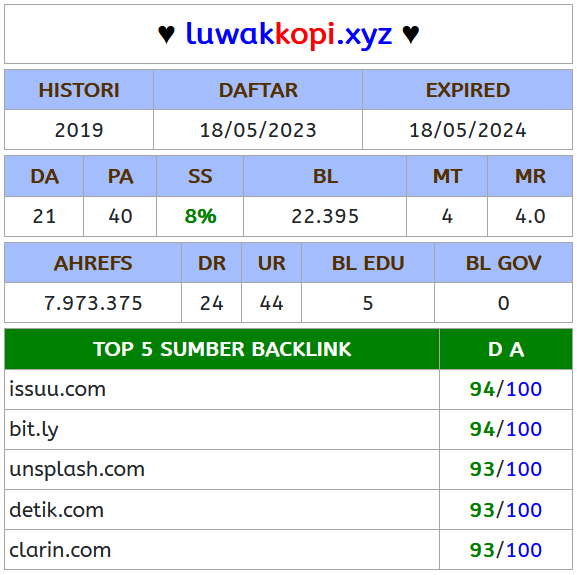 ♥ luwakkopi.xyz ♥
HISTORI DAFTAR EXPIRED
2019 18/05/2023 18/05/2024
DA PA SS BL MT MR
21 40 8% 22.395 4 4.0
AHREFS DR UR BL EDU BL GOV
7.973.375 24 44 5 0
TOP 5 SUMBER BACKLINK D A
issuu.com 94/100
bit.ly 94/100
unsplash.com 93/100
detik.com 93/100
clarin.com 93/100